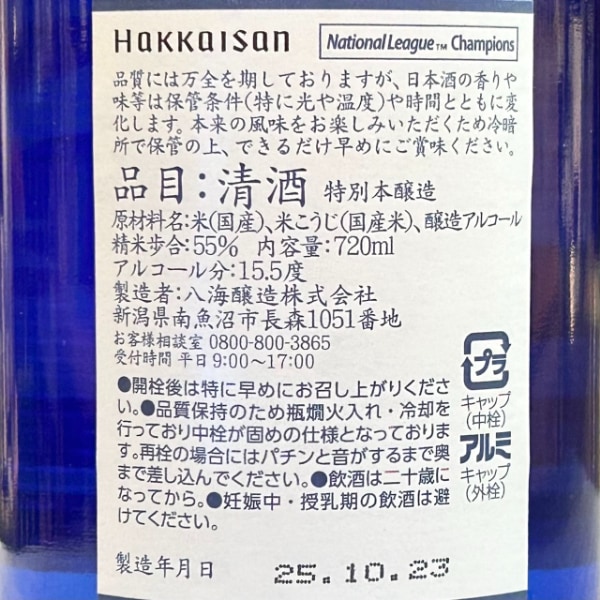 HaKKaISan
National League™ Champions
品質には万全を期しておりますが、日本酒の香りや
味等は保管条件(特に光や温度)や時間とともに変
化します。本来の風味をお楽しみいただくため冷暗
所で保管の上、できるだけ早めにご賞味ください。
品目:清酒 特別本醸造
原材料名:米(国産)、米こうじ(国産米)、醸造アルコール
精米歩合:55% 内容量:720ml
アルコール分:15.5度
製造者:八海醸造株式会社
新潟県南魚沼市長森1051番地
お客様相談室 0800-800-3865
受付時間 平日 9:00～17:00
●開栓後は特に早めにお召し上がりくださ
い。●品質保持のため瓶燗火入れ・冷却を
行っており中栓が固めの仕様となっておりま
す。再栓の場合にはパチンと音がするまで奥
まで差し込んでください。●飲酒は二十歳に
なってから。●妊娠中・授乳期の飲酒は避
けてください。
プラ
キャップ
(中栓)
アルミ
キャップ
(外栓)
製造年月日 25.10.23